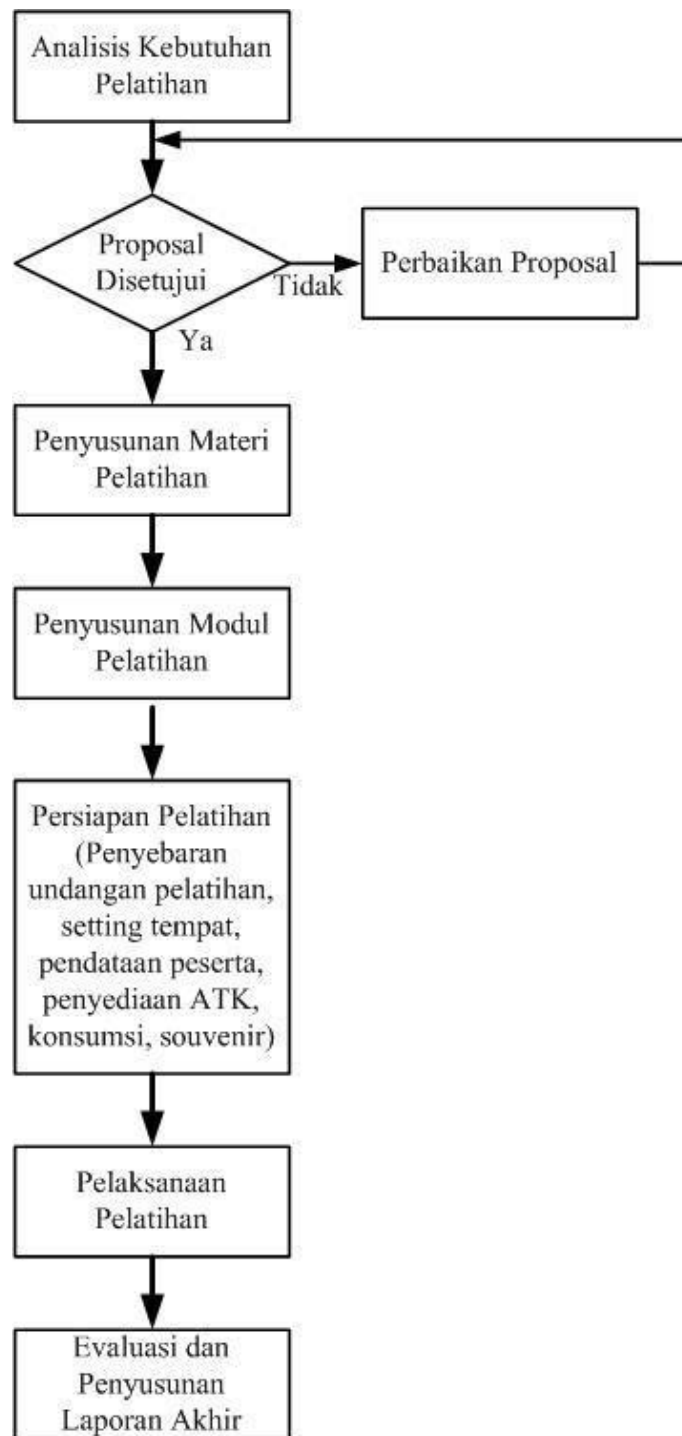 Analisis Kebutuhan
Pelatihan
Proposal
Disetujui
Tidak
Perbaikan Proposal
Ya
Penyusunan Materi
Pelatihan
Penyusunan Modul
Pelatihan
Persiapan Pelatihan
(Penyebaran
undangan pelatihan,
setting tempat,
pendataan peserta,
penyediaan ATK,
konsumsi, souvenir)
Pelaksanaan
Pelatihan
Evaluasi dan
Penyusunan
Laporan Akhir